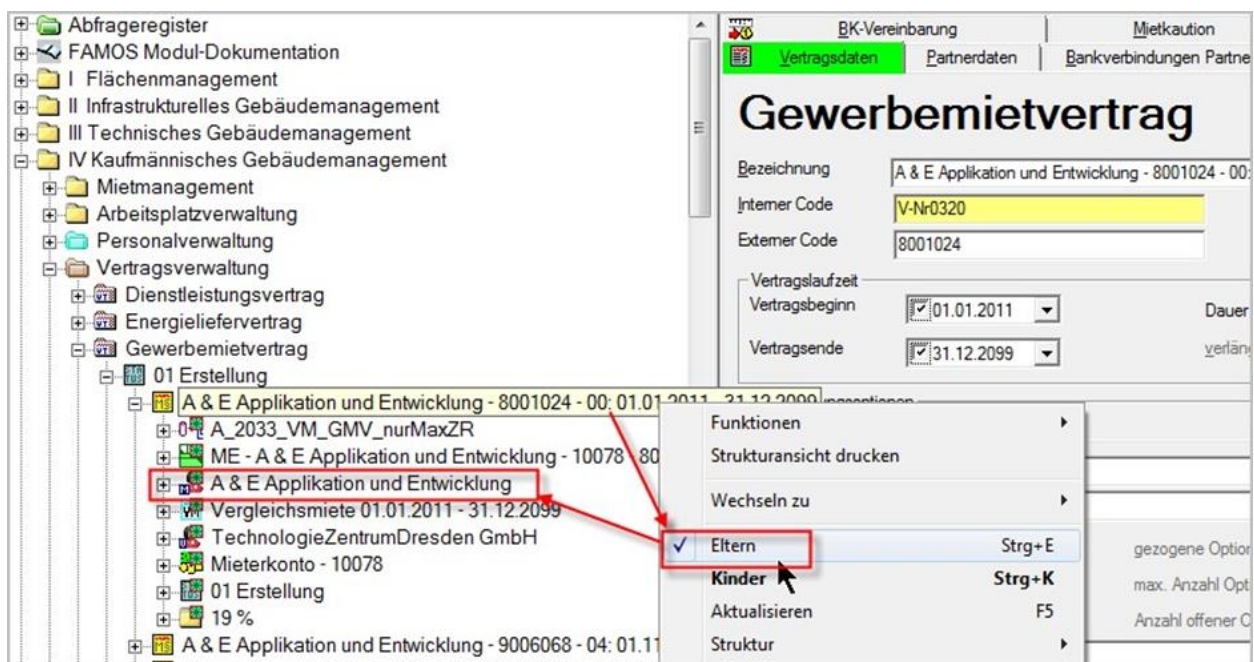 Abfrageregister
FAMOS Modul-Dokumentation
I Flächenmanagement
II Infrastrukturelles Gebäudemanagement
III Technisches Gebäudemanagement
IV Kaufmännisches Gebäudemanagement
Mietmanagement
Arbeitsplatzverwaltung
Personalverwaltung
Vertragsverwaltung
Dienstleistungsvertrag
Energieliefervertrag
Gewerbemietvertrag
01 Erstellung
A & E Applikation und Entwicklung - 8001024 - 00: 01.01.2011 - 31.12.2099
A_2033_VM_GMV_nurMaxZR
ME - A & E Applikation und Entwicklung - 10078 - 80
A & E Applikation und Entwicklung
Vergleichsmiete 01.01.2011 - 31.12.2099
TechnologieZentrumDresden GmbH
Mieterkonto - 10078
01 Erstellung
19 %
A & E Applikation und Entwicklung - 9006068 - 04: 01.11
BK-Vereinbarung Mietkaution
Vertragsdaten Partnerdaten Bankverbindungen Partne
Gewerbemietvertrag
Bezeichnung A & E Applikation und Entwicklung - 8001024 - 00:
Interner Code V-Nr0320
Externer Code 8001024
Vertragslaufzeit
Vertragsbeginn 01.01.2011 Dauer
Vertragsende 31.12.2099 verlän
Funktionen
Strukturansicht drucken
Wechseln zu
Eltern Strg+E
Kinder Strg+K
Aktualisieren F5
Struktur
gezogene Option
max. Anzahl Opt
Anzahl offener O